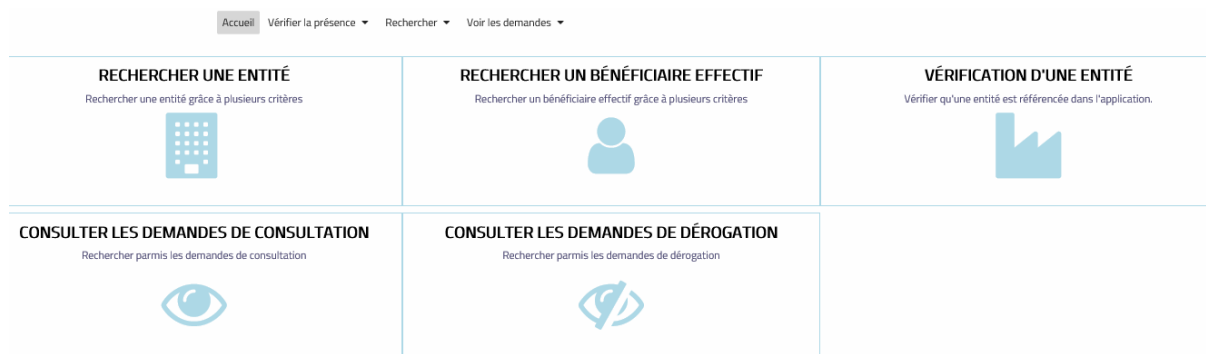 Accueil Vérifier la présence Rechercher Voir les demandes
RECHERCHER UNE ENTITÉ
Rechercher une entité grâce à plusieurs critères
RECHERCHER UN BÉNÉFICIAIRE EFFECTIF
Rechercher un bénéficiaire effectif grâce à plusieurs critères
VÉRIFICATION D'UNE ENTITÉ
Vérifier qu'une entité est référencée dans l'application.
CONSULTER LES DEMANDES DE CONSULTATION
Rechercher parmis les demandes de consultation
CONSULTER LES DEMANDES DE DÉROGATION
Rechercher parmis les demandes de dérogation